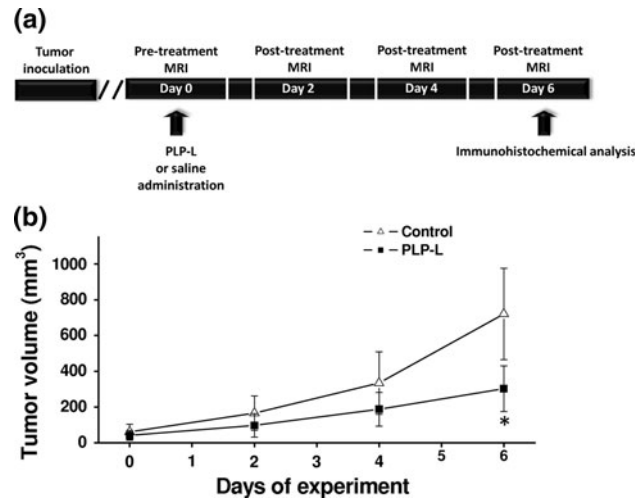 (a)
Tumor
inoculation
Pre-treatment
MRI
Post-treatment
MRI
Post-treatment
MRI
Post-treatment
MRI
Day 0
Day 2
Day 4
Day 6
PLP-L
or saline
administration
Immunohistochemical analysis
(b)
Control
PLP-L
Tumor volume (mm³)
1000
800
600
400
200
0
*
0 1 2 3 4 5 6
Days of experiment